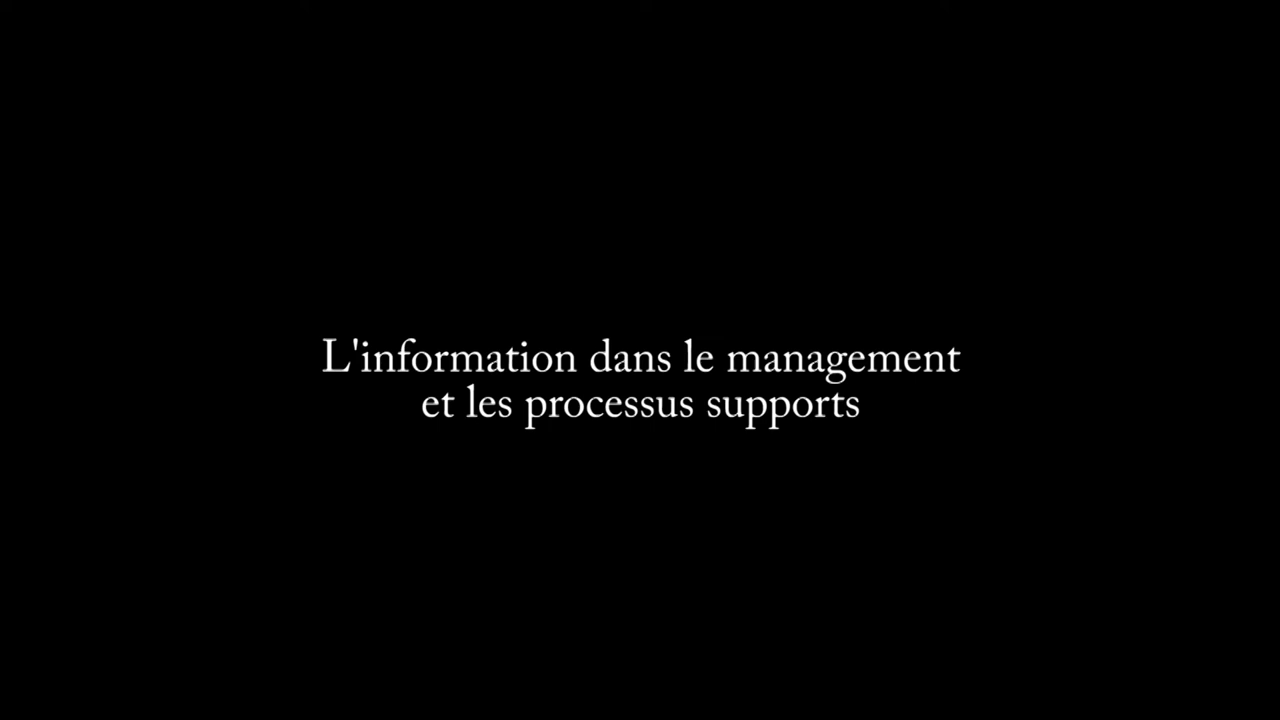 L'information dans le management
et les processus supports